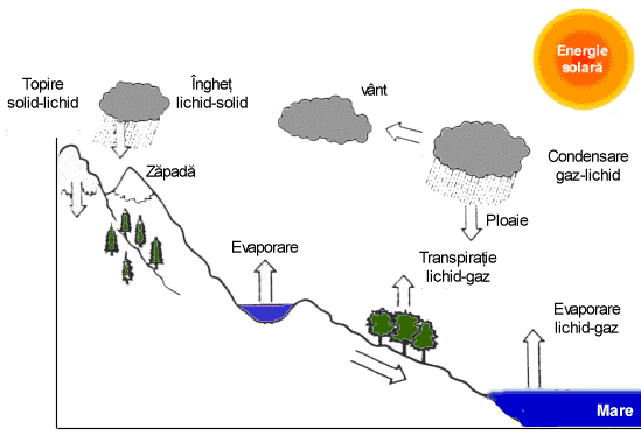 Energie
solară
Topire
solid-lichid
Îngheț
lichid-solid
vânt
Condensare
gaz-lichid
Zăpadă
Ploaie
Evaporare
Transpirație
lichid-gaz
Evaporare
lichid-gaz
Mare